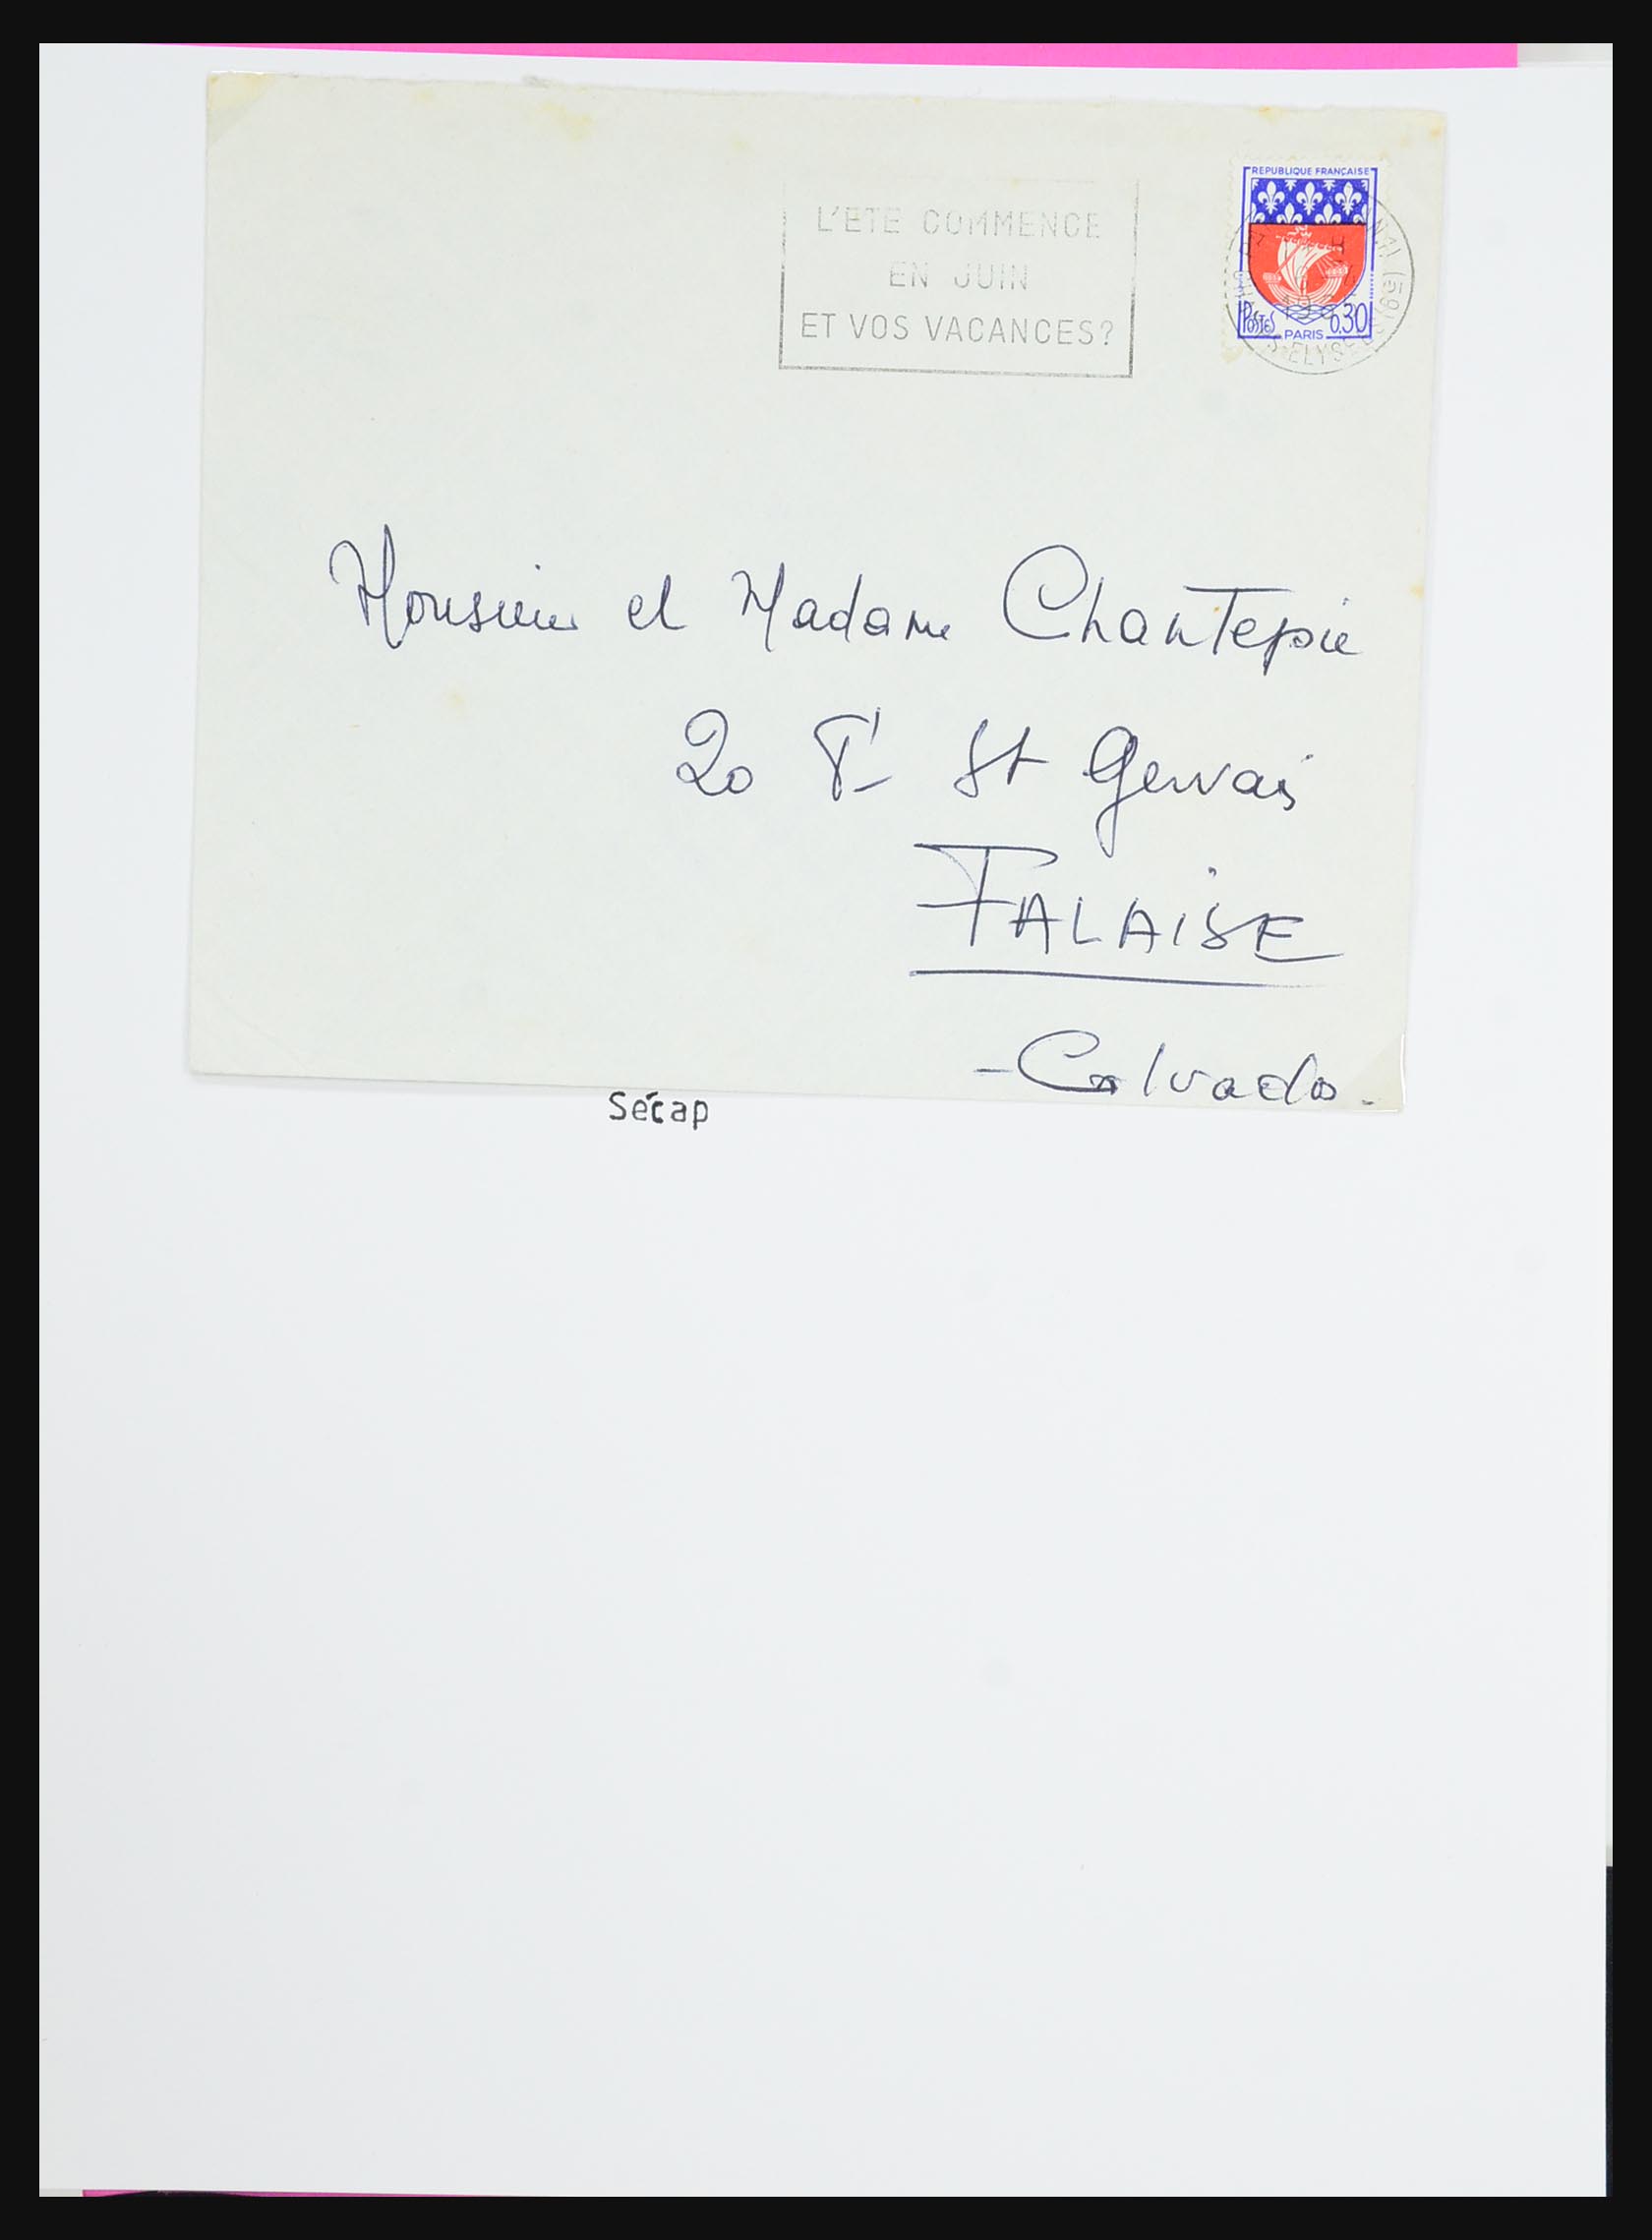 REPUBLIQUE FRANÇAISE
L'ETE COMMENCE
EN JUIN
ET VOS VACANCES?
POSTES 0.30
PARIS
Monsieur et Madame Chantepie
20 St Gervais
FALAISE
-Calvados-
Sécap